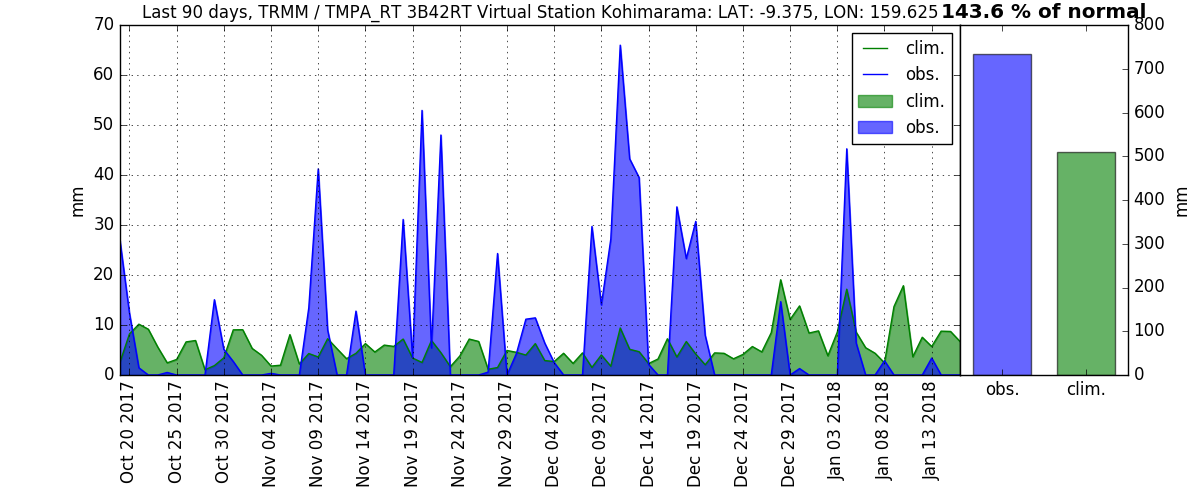 Last 90 days, TRMM / TMPA_RT 3B42RT Virtual Station Kohimarama: LAT: -9.375, LON: 159.625 143.6 % of normal
70
60
50
40
30
20
10
0
mm
clim.
obs.
clim.
obs.
Oct 20 2017
Oct 25 2017
Oct 30 2017
Nov 04 2017
Nov 09 2017
Nov 14 2017
Nov 19 2017
Nov 24 2017
Nov 29 2017
Dec 04 2017
Dec 09 2017
Dec 14 2017
Dec 19 2017
Dec 24 2017
Dec 29 2017
Jan 03 2018
Jan 08 2018
Jan 13 2018
800
700
600
500
400
300
200
100
0
mm
obs.
clim.